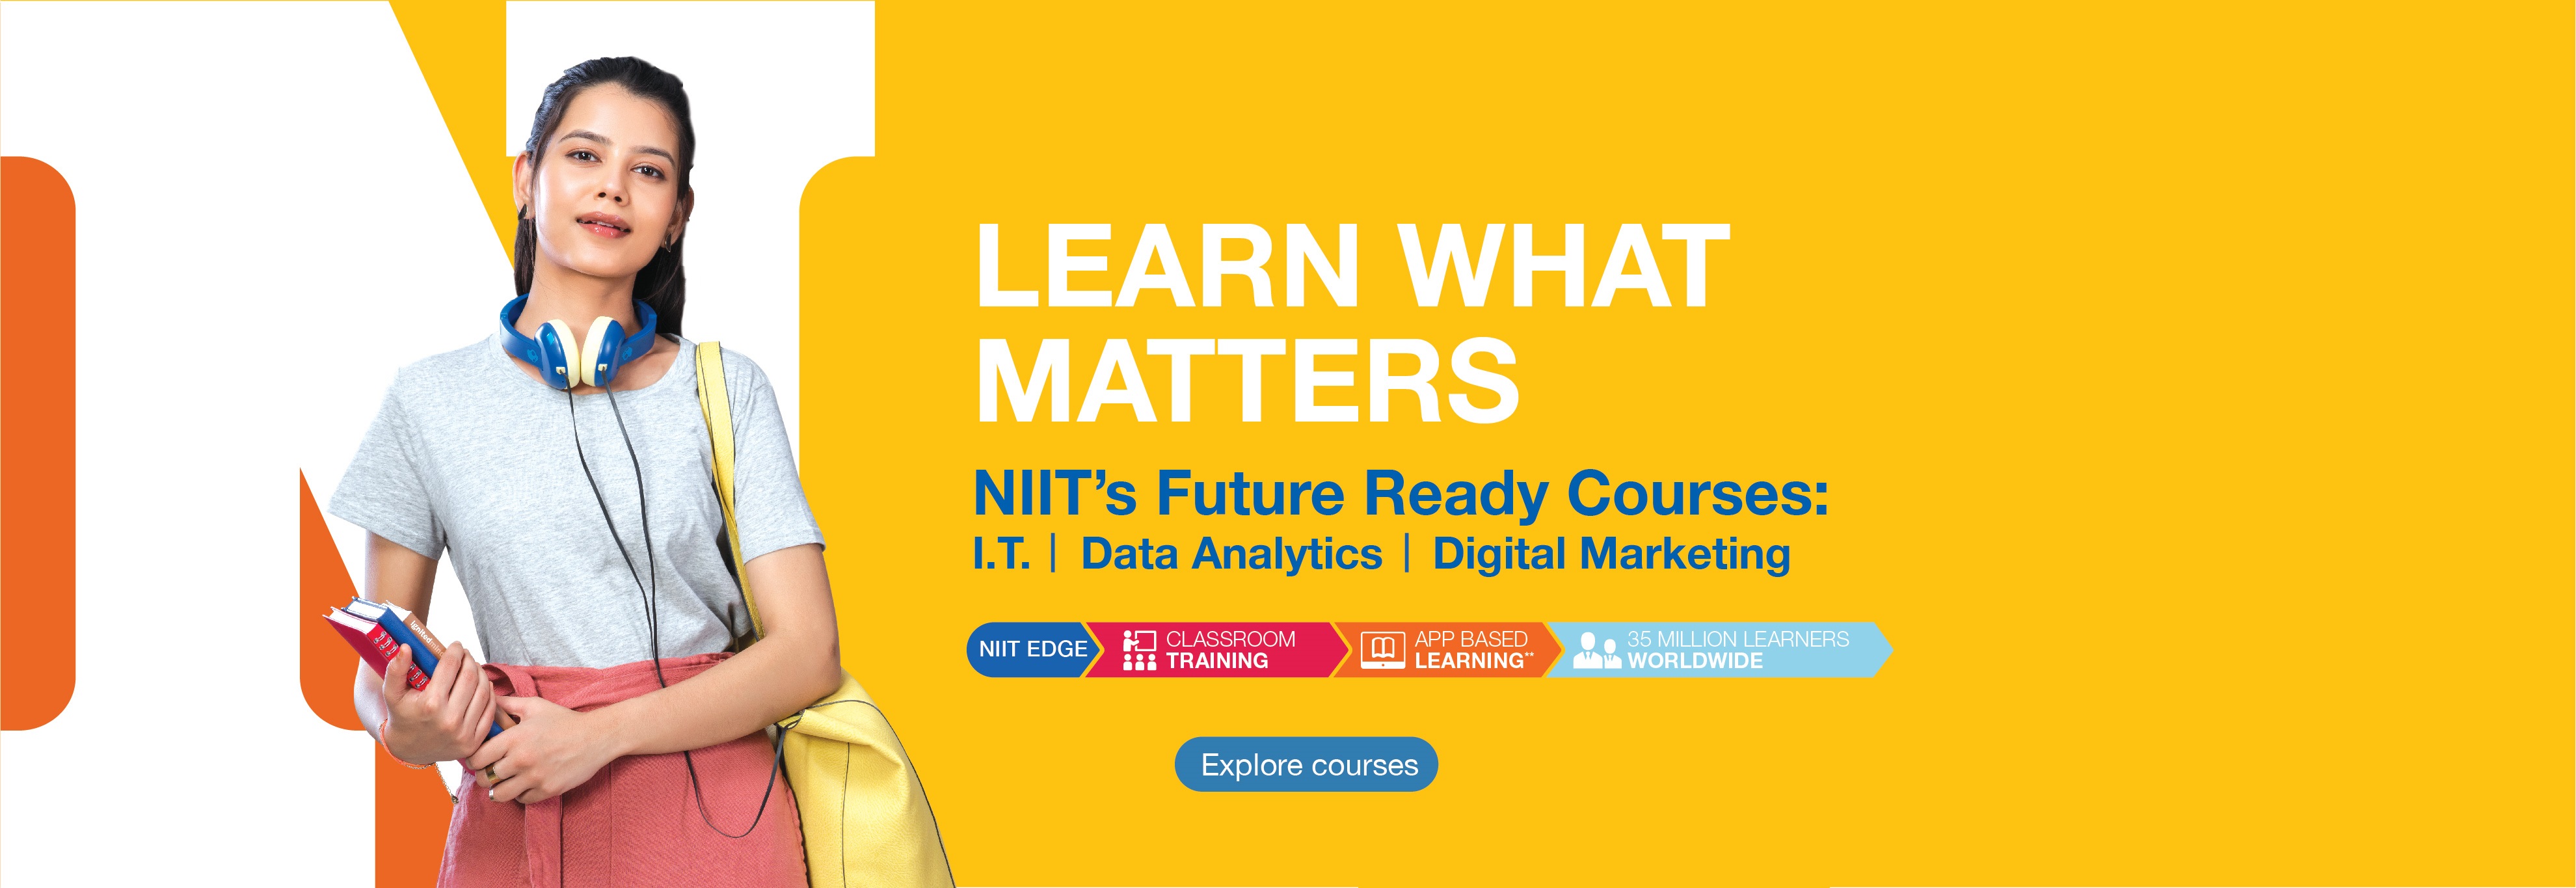 LEARN WHAT
MATTERS
NIIT’s Future Ready Courses:
I.T. | Data Analytics | Digital Marketing
NIIT EDGE
CLASSROOM
TRAINING
APP BASED
LEARNING**
35 MILLION LEARNERS
WORLDWIDE
Explore courses
Ignited